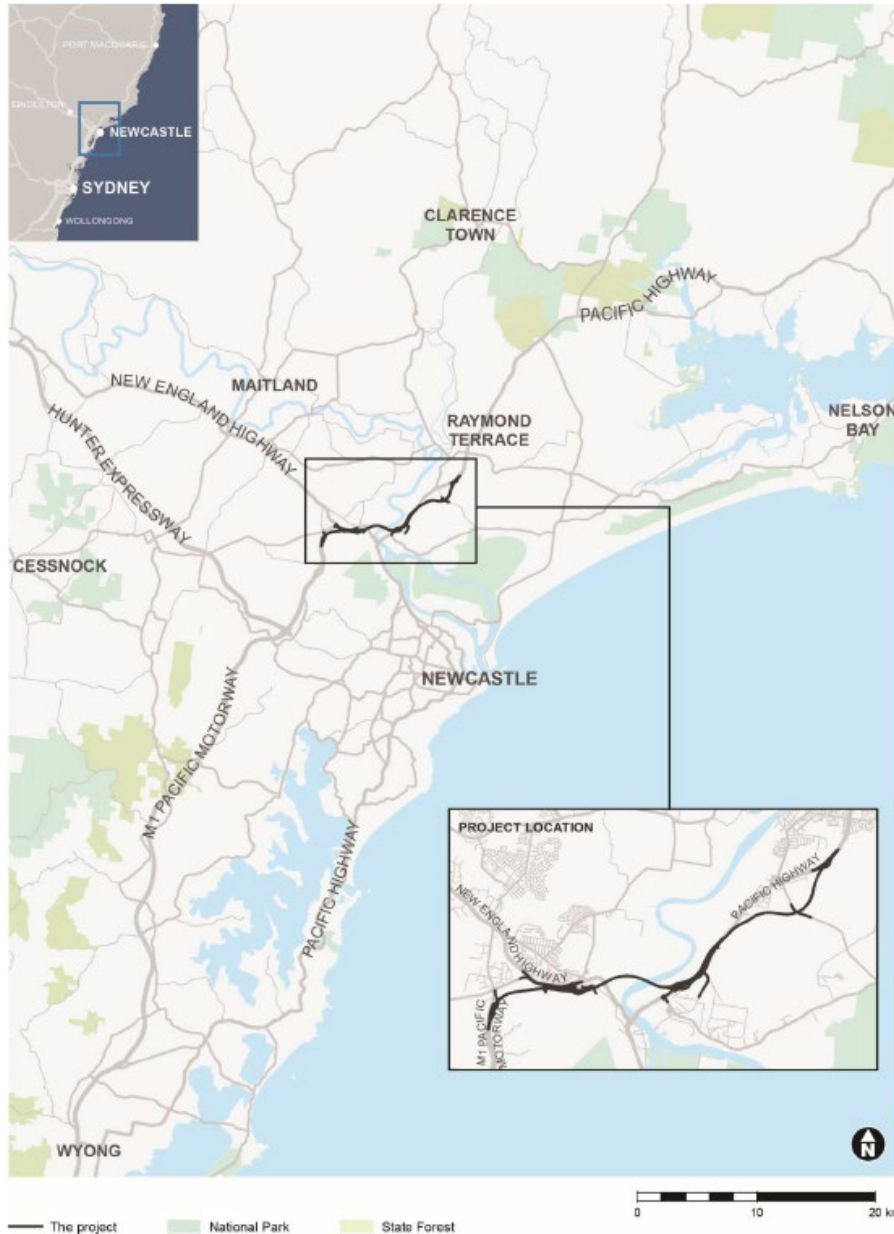 PORT MACQUARIE
SINGLETON
NEWCASTLE
SYDNEY
WOLLONGONG
CLARENCE
TOWN
PACIFIC HIGHWAY
NEW ENGLAND HIGHWAY
MAITLAND
HUNTER EXPRESSWAY
RAYMOND
TERRACE
NELSON
BAY
CESSNOCK
NEWCASTLE
M1 PACIFIC MOTORWAY
PACIFIC HIGHWAY
PROJECT LOCATION
PACIFIC HIGHWAY
NEW ENGLAND HIGHWAY
M1 PACIFIC
MOTORWAY
WYONG
N
0 10 20 km
The project National Park State Forest